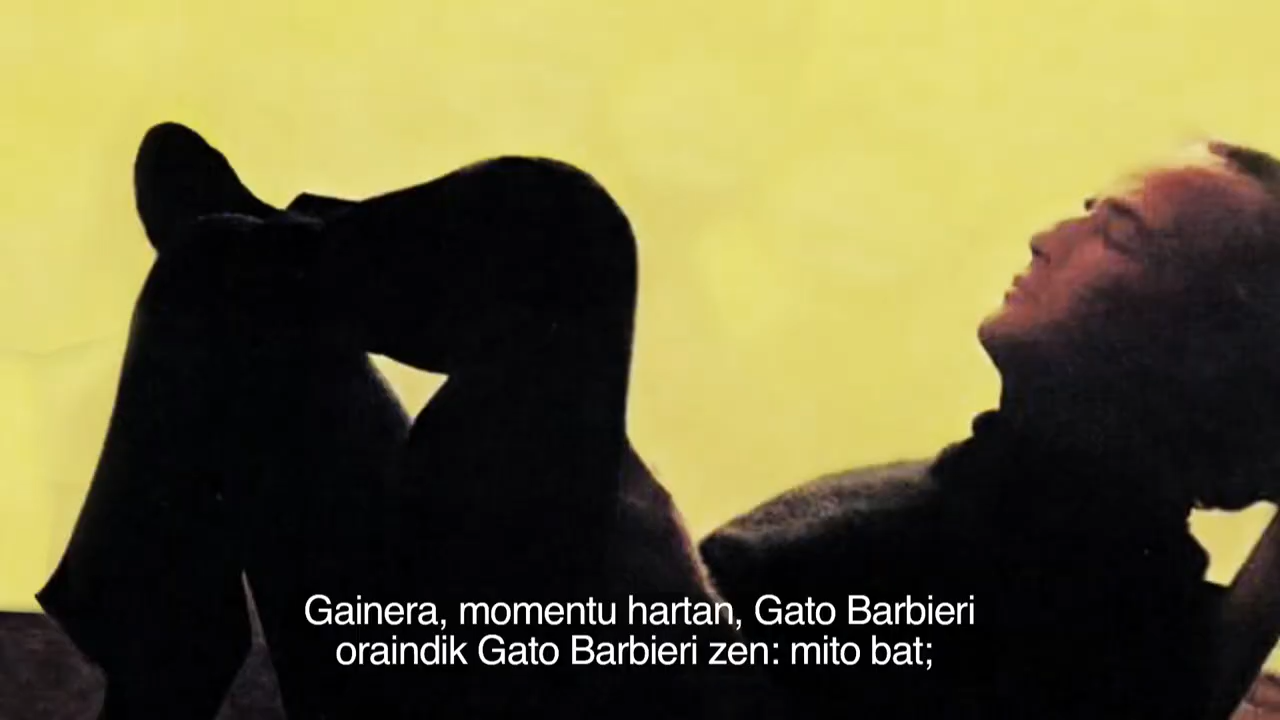 Gainera, momentu hartan, Gato Barbieri
oraindik Gato Barbieri zen: mito bat;